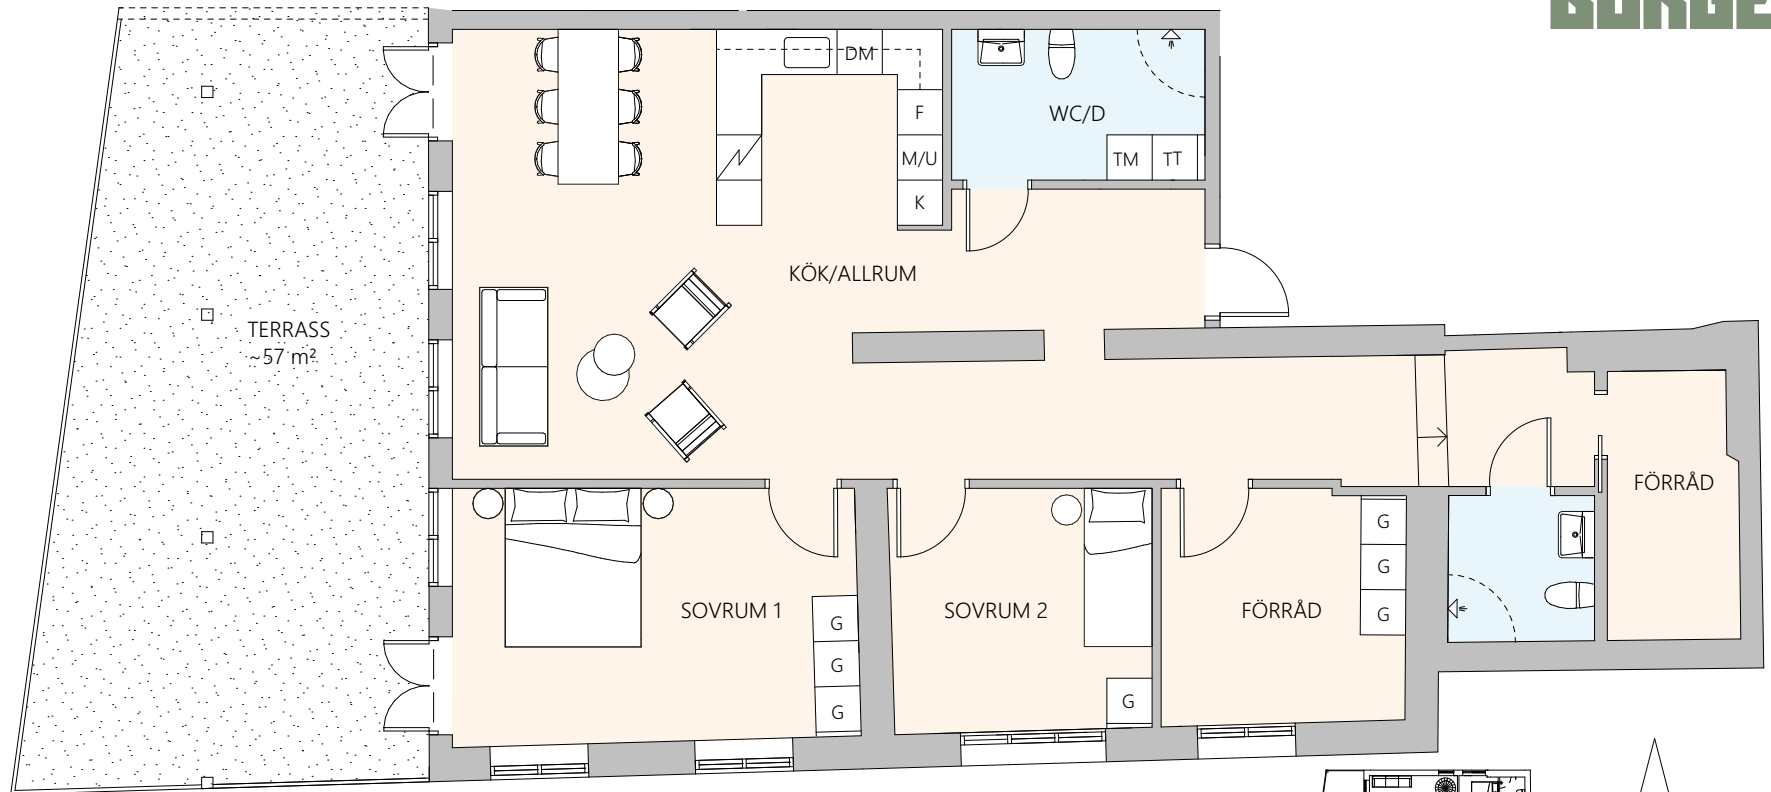 DM
F
WC/D
M/U
TM TT
K
KÖK/ALLRUM
TERRASS
~57 m²
FÖRRÅD
G
G
SOVRUM 1
SOVRUM 2
FÖRRÅD
G
G
G
G
G